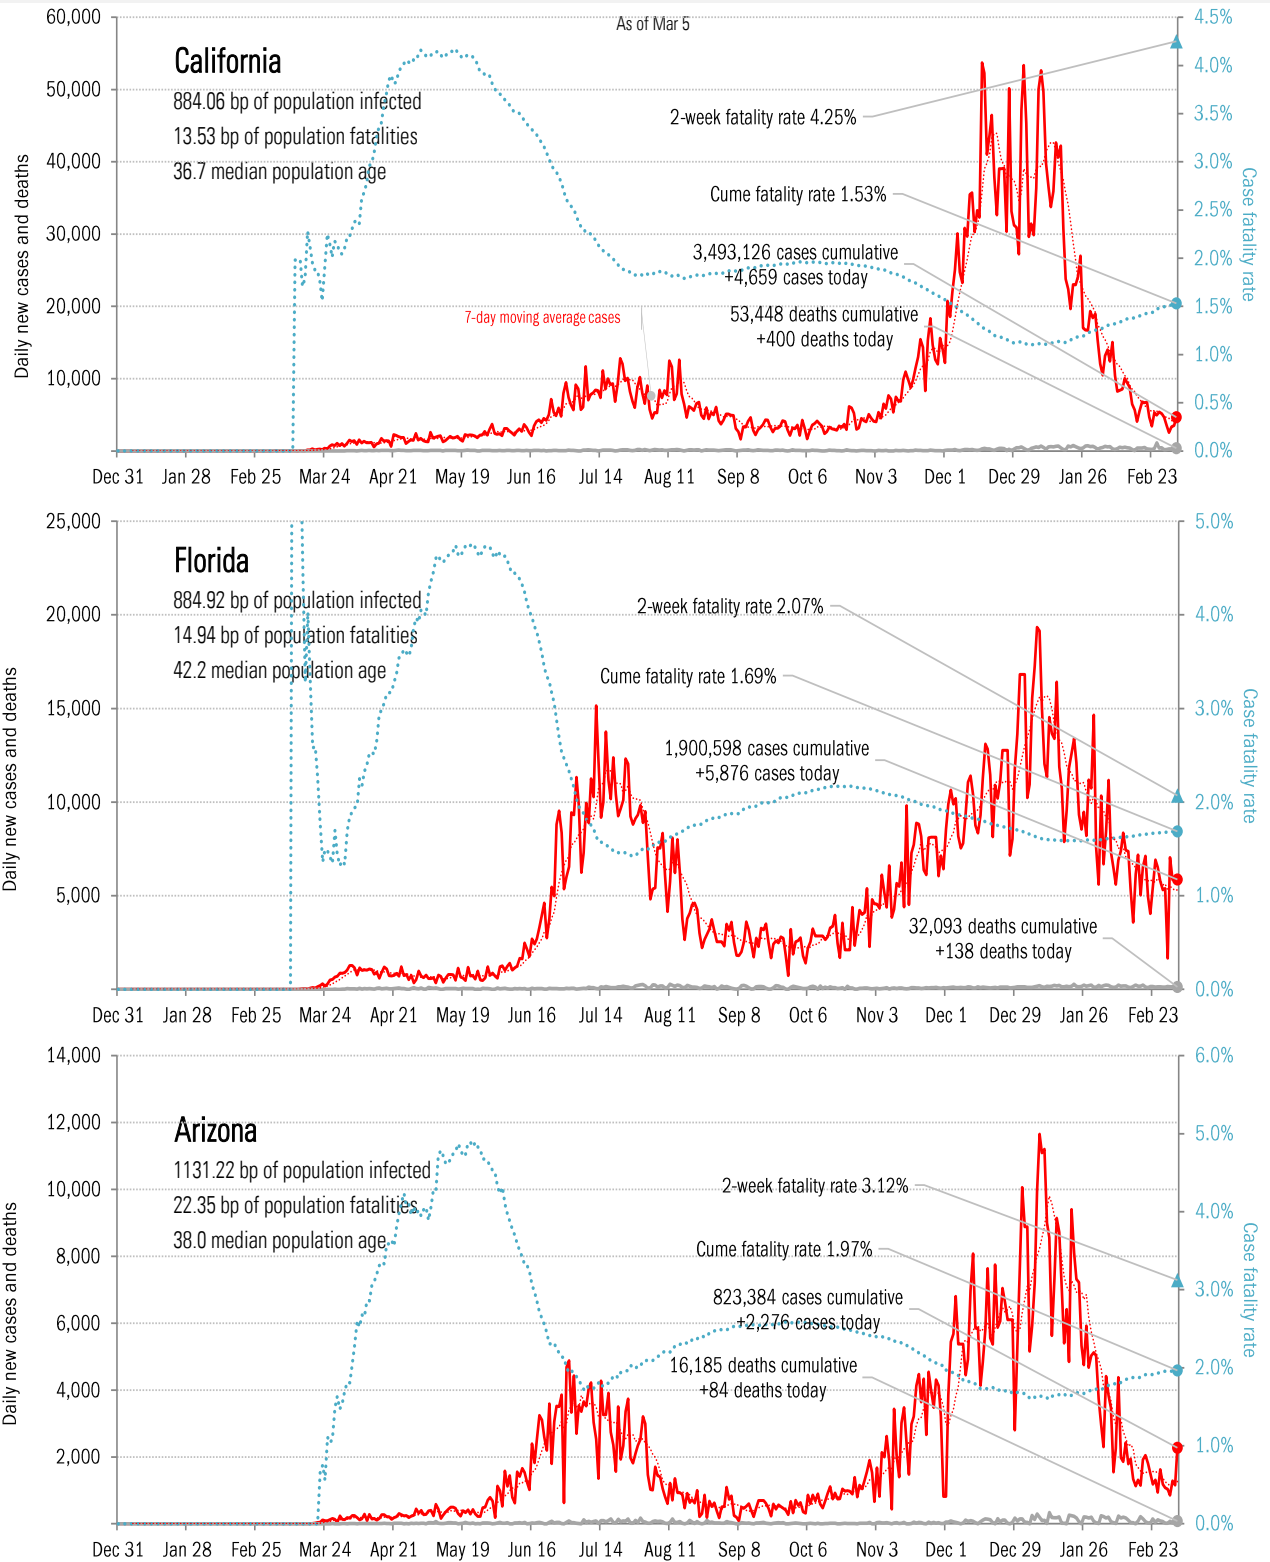 As of Mar 5
60,000
50,000
40,000
30,000
20,000
10,000
Daily new cases and deaths
California
884.06 bp of population infected
13.53 bp of population fatalities
36.7 median population age
2-week fatality rate 4.25%
Cume fatality rate 1.53%
3,493,126 cases cumulative
+4,659 cases today
53,448 deaths cumulative
+400 deaths today
7-day moving average cases
4.5%
4.0%
3.5%
3.0%
2.5%
2.0%
1.5%
1.0%
0.5%
0.0%
Case fatality rate
Dec 31 Jan 28 Feb 25 Mar 24 Apr 21 May 19 Jun 16 Jul 14 Aug 11 Sep 8 Oct 6 Nov 3 Dec 1 Dec 29 Jan 26 Feb 23
25,000
20,000
15,000
10,000
5,000
Daily new cases and deaths
Florida
884.92 bp of population infected
14.94 bp of population fatalities
42.2 median population age
2-week fatality rate 2.07%
Cume fatality rate 1.69%
1,900,598 cases cumulative
+5,876 cases today
32,093 deaths cumulative
+138 deaths today
5.0%
4.0%
3.0%
2.0%
1.0%
0.0%
Case fatality rate
Dec 31 Jan 28 Feb 25 Mar 24 Apr 21 May 19 Jun 16 Jul 14 Aug 11 Sep 8 Oct 6 Nov 3 Dec 1 Dec 29 Jan 26 Feb 23
14,000
12,000
10,000
8,000
6,000
4,000
2,000
Daily new cases and deaths
Arizona
1131.22 bp of population infected
22.35 bp of population fatalities
38.0 median population age
2-week fatality rate 3.12%
Cume fatality rate 1.97%
823,384 cases cumulative
+2,276 cases today
16,185 deaths cumulative
+84 deaths today
6.0%
5.0%
4.0%
3.0%
2.0%
1.0%
0.0%
Case fatality rate
Dec 31 Jan 28 Feb 25 Mar 24 Apr 21 May 19 Jun 16 Jul 14 Aug 11 Sep 8 Oct 6 Nov 3 Dec 1 Dec 29 Jan 26 Feb 23